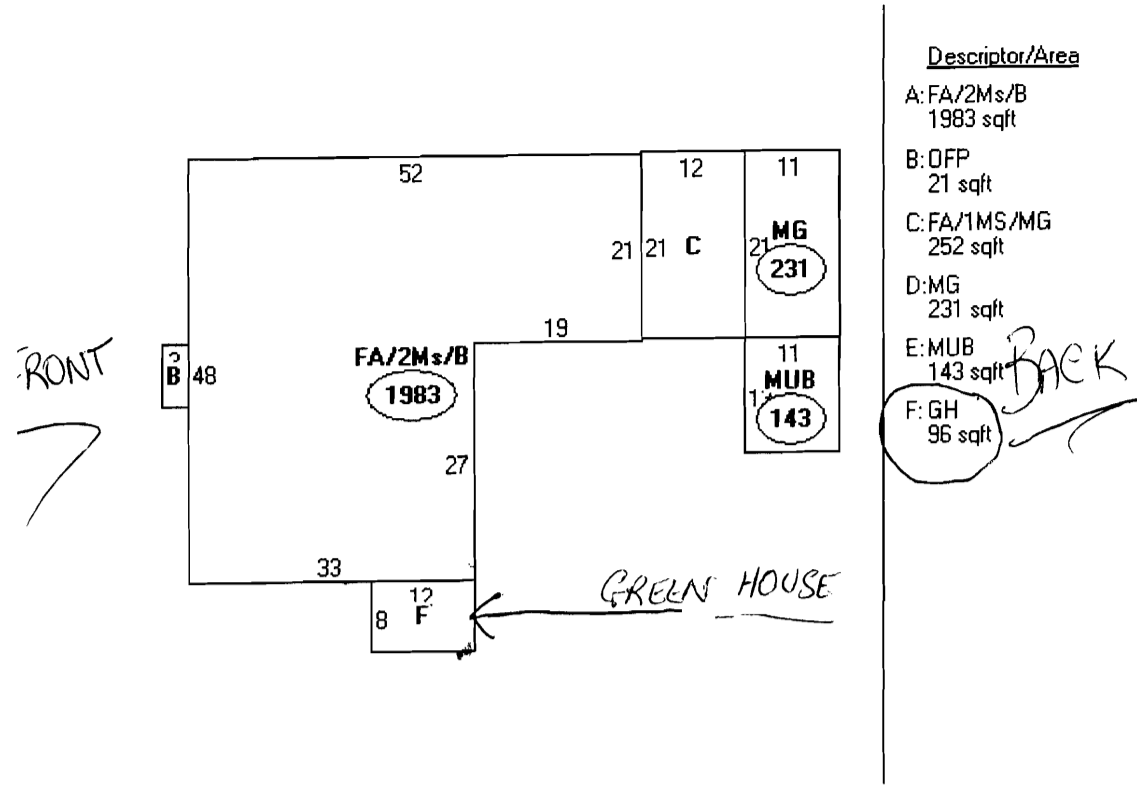 Descriptor/Area
A:FA/2Ms/B
1983 sqft
B:OFP
21 sqft
C:FA/1MS/MG
252 sqft
D:MG
231 sqft
E:MUB
143 sqft
F:GH
96 sqft
BACK
52
12
11
21
21
C
21
MG
231
19
11
MUB
143
FRONT
3
B
48
FA/2Ms/B
1983
27
33
12
8
F
GREEN HOUSE